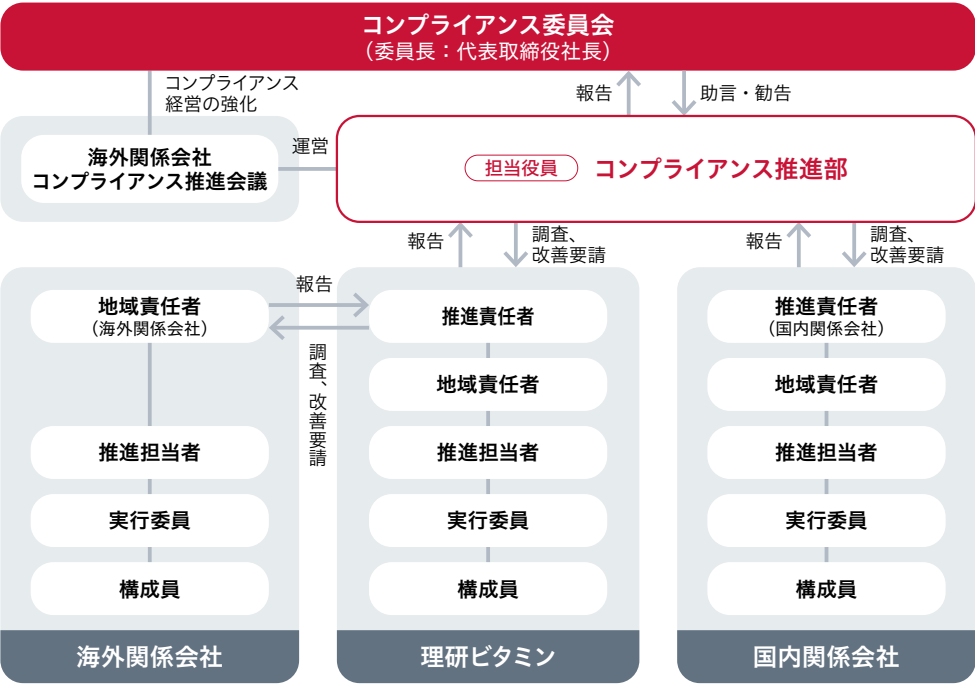 コンプライアンス委員会
（委員長：代表取締役社長）
コンプライアンス
経営の強化
報告
助言・勧告
海外関係会社
コンプライアンス推進会議
運営
担当役員 コンプライアンス推進部
報告
調査、
改善要請
報告
調査、
改善要請
地域責任者
（海外関係会社）
推進担当者
実行委員
構成員
海外関係会社
報告
調査、改善要請
推進責任者
地域責任者
推進担当者
実行委員
構成員
理研ビタミン
推進責任者
（国内関係会社）
地域責任者
推進担当者
実行委員
構成員
国内関係会社